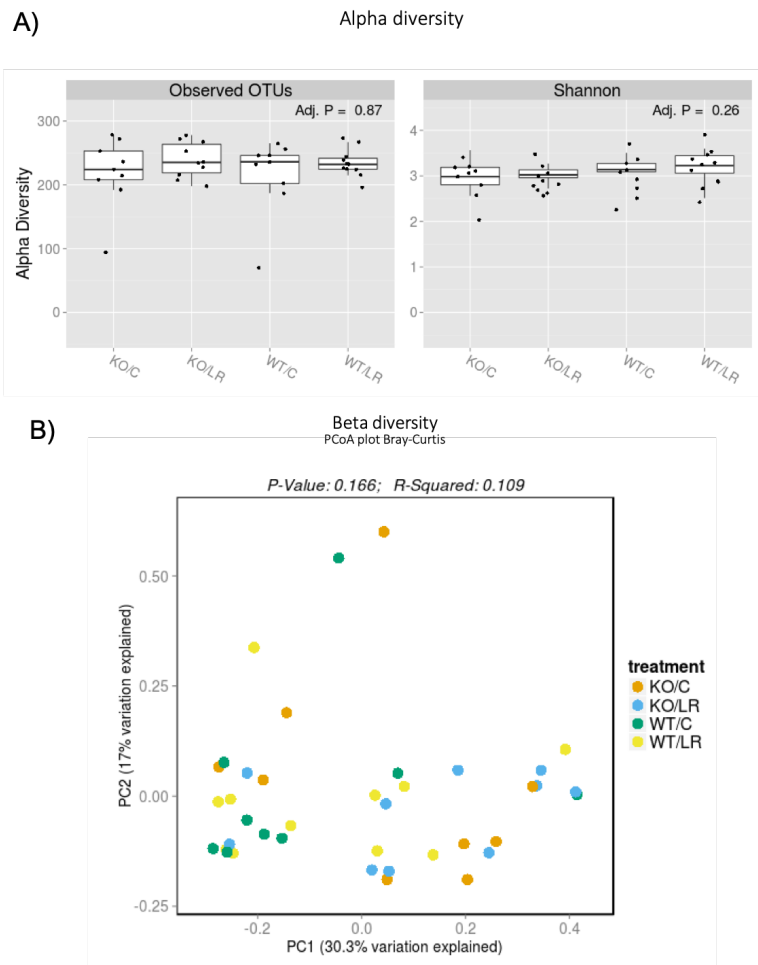 A)
Alpha diversity
Observed OTUs
Shannon
Adj. P = 0.87
Adj. P = 0.26
Alpha Diversity
300
200
100
0
4
3
2
1
0
KO/C
KO/LR
WT/C
WT/LR
KO/C
KO/LR
WT/C
WT/LR
B)
Beta diversity
PCoA plot Bray-Curtis
P-Value: 0.166; R-Squared: 0.109
PC2 (17% variation explained)
0.50
0.25
0.00
-0.25
-0.2
0.0
0.2
0.4
PC1 (30.3% variation explained)
treatment
KO/C
KO/LR
WT/C
WT/LR